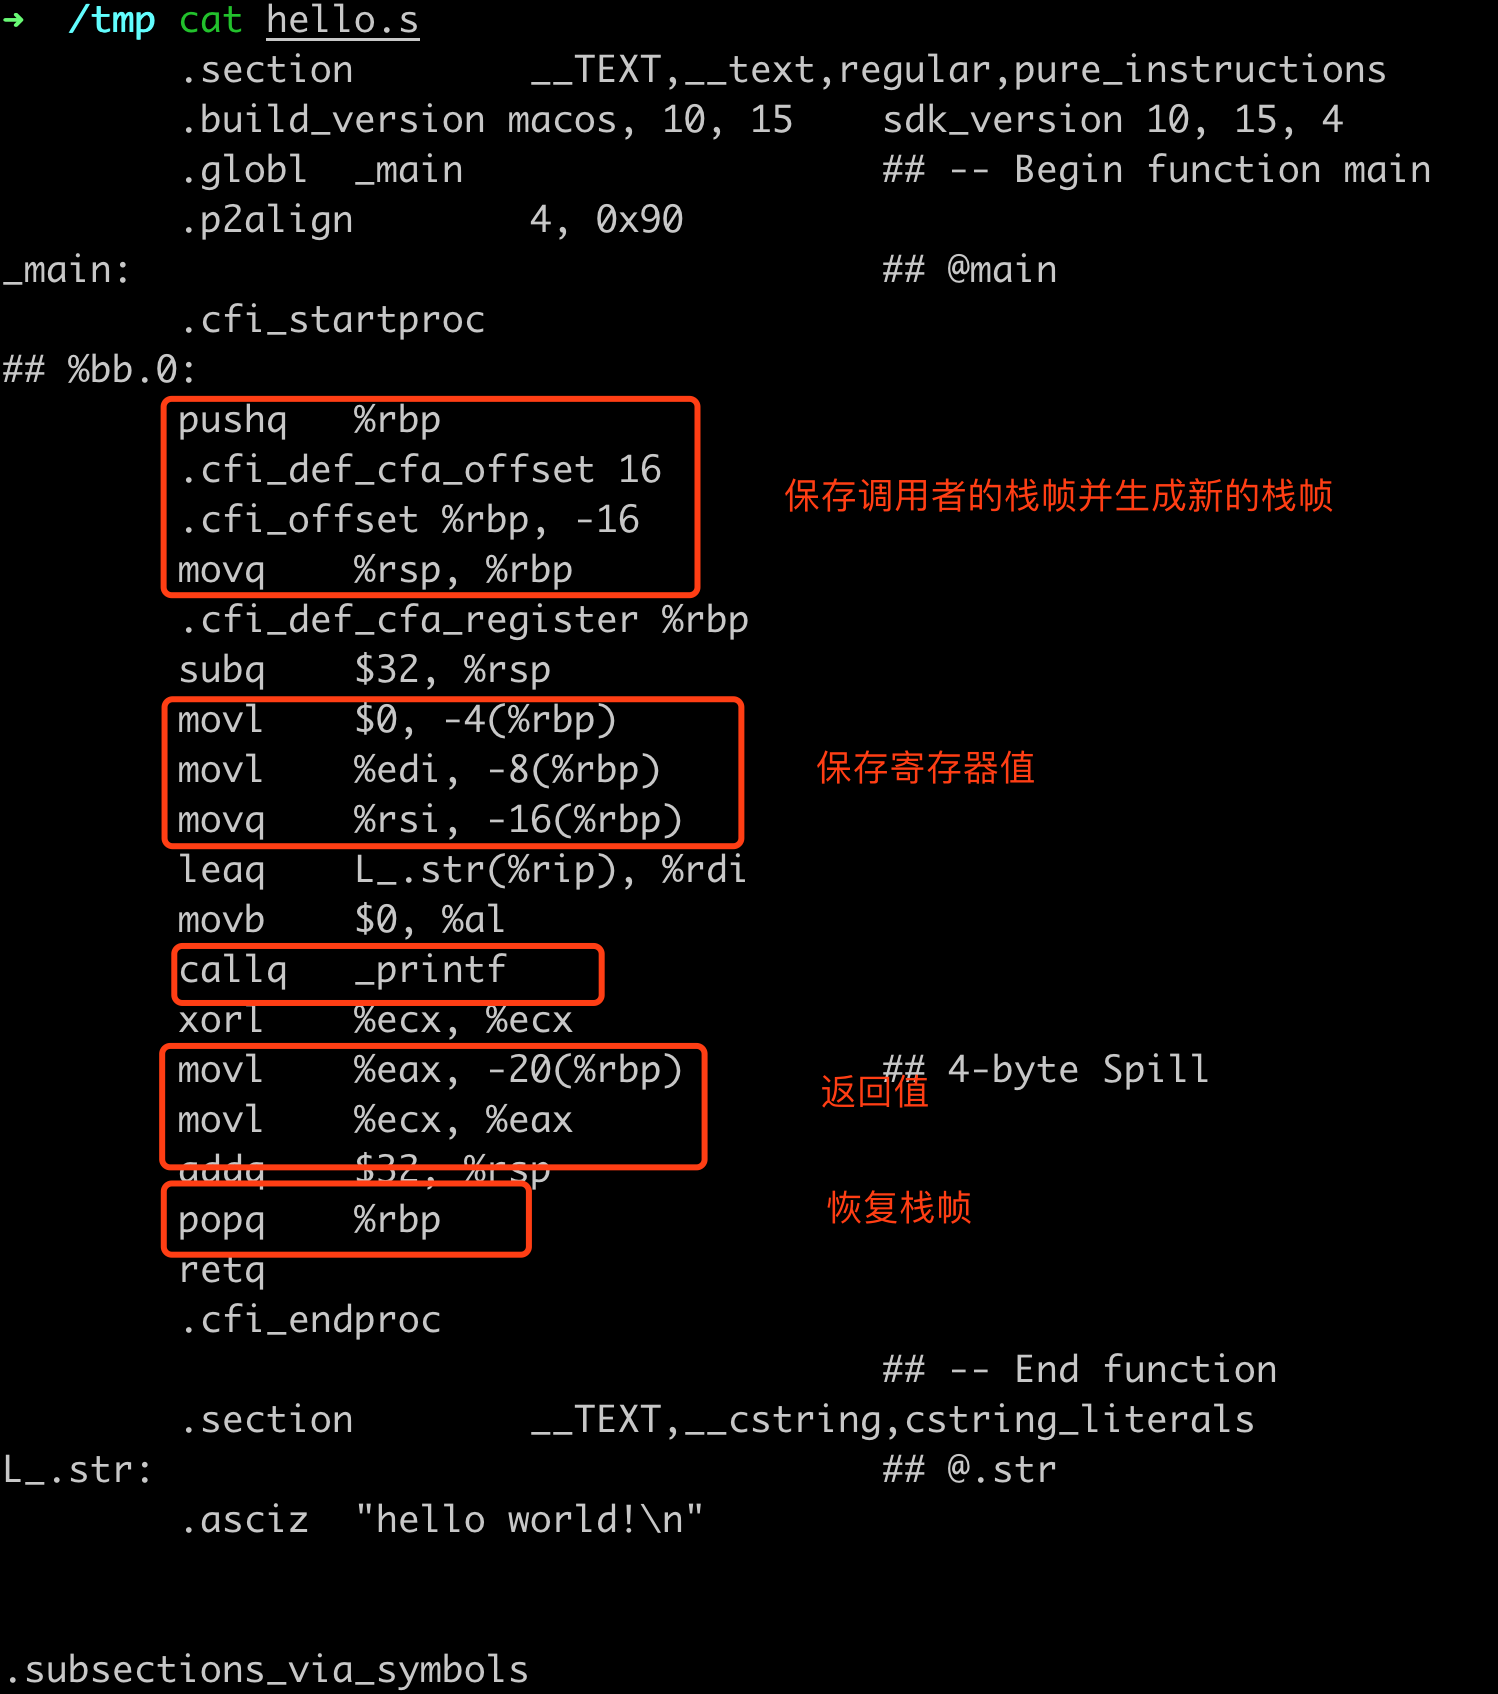 ➜  /tmp cat hello.s
        .section        __TEXT,__text,regular,pure_instructions
        .build_version macos, 10, 15    sdk_version 10, 15, 4
        .globl  _main                   ## -- Begin function main
        .p2align        4, 0x90
_main:                                  ## @main
        .cfi_startproc
## %bb.0:
        pushq   %rbp
        .cfi_def_cfa_offset 16
保存调用者的栈帧并生成新的栈帧
        .cfi_offset %rbp, -16
        movq    %rsp, %rbp
        .cfi_def_cfa_register %rbp
        subq    $32, %rsp
        movl    $0, -4(%rbp)
        movl    %edi, -8(%rbp)
保存寄存器值
        movq    %rsi, -16(%rbp)
        leaq    L_.str(%rip), %rdi
        movb    $0, %al
        callq   _printf
        xorl    %ecx, %ecx
        movl    %eax, -20(%rbp)         ## 4-byte Spill
返回值
        movl    %ecx, %eax
        addq    $32, %rsp
        popq    %rbp
恢复栈帧
        retq
        .cfi_endproc
                                        ## -- End function
        .section        __TEXT,__cstring,cstring_literals
L_.str:                                 ## @.str
        .asciz  "hello world!\n"
.subsections_via_symbols